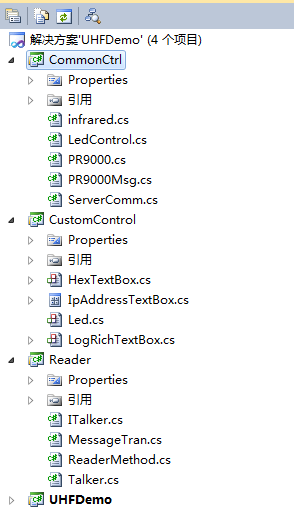 解决方案'UHFDemo' (4 个项目)
CommonCtrl
Properties
引用
infrared.cs
LedControl.cs
PR9000.cs
PR9000Msg.cs
ServerComm.cs
CustomControl
Properties
引用
HexTextBox.cs
IpAddressTextBox.cs
Led.cs
LogRichTextBox.cs
Reader
Properties
引用
ITalker.cs
MessageTran.cs
ReaderMethod.cs
Talker.cs
UHFDemo